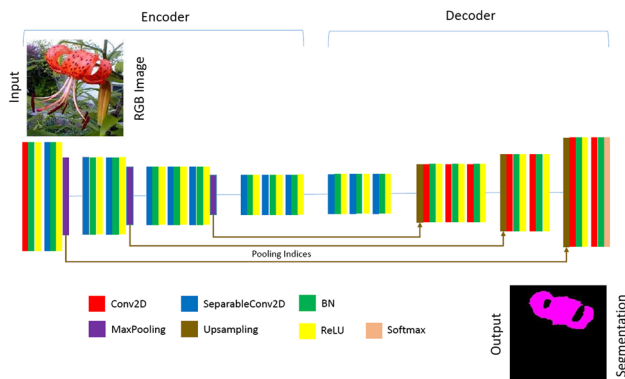 Encoder
Decoder
Input
RGB Image
Pooling Indices
Conv2D
SeparableConv2D
BN
MaxPooling
Upsampling
ReLU
Softmax
Output
Segmentation